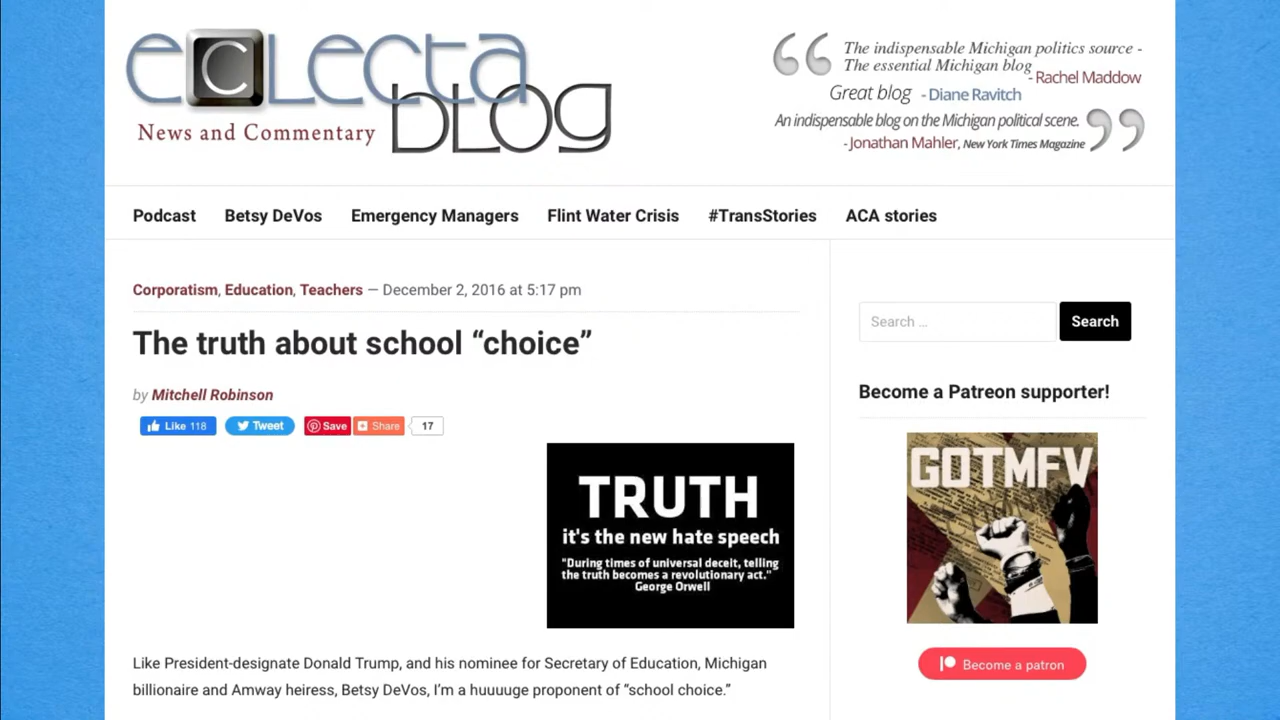 eclecta
blog
News and Commentary
“ The indispensable Michigan politics source -
The essential Michigan blog
- Rachel Maddow
Great blog - Diane Ravitch
An indispensable blog on the Michigan political scene.
- Jonathan Mahler, New York Times Magazine ”
Podcast Betsy DeVos Emergency Managers Flint Water Crisis #TransStories ACA stories
Corporatism, Education, Teachers — December 2, 2016 at 5:17 pm
The truth about school “choice”
by Mitchell Robinson
Like 118 Tweet Save Share 17
TRUTH
it's the new hate speech
"During times of universal deceit, telling
the truth becomes a revolutionary act."
George Orwell
Like President-designate Donald Trump, and his nominee for Secretary of Education, Michigan
billionaire and Amway heiress, Betsy DeVos, I’m a huuuuge proponent of “school choice.”
Search …
Search
Become a Patreon supporter!
GOTMFV
Become a patron